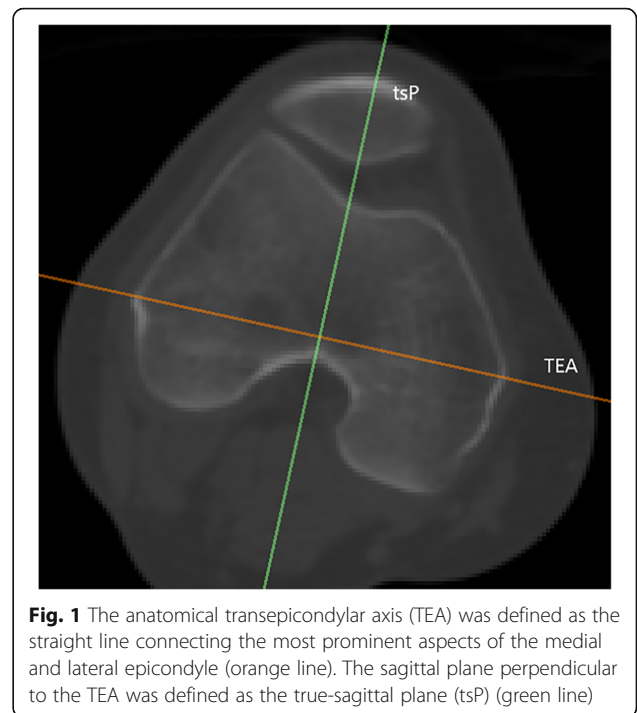 tsP
TEA
Fig. 1 The anatomical transepicondylar axis (TEA) was defined as the
straight line connecting the most prominent aspects of the medial
and lateral epicondyle (orange line). The sagittal plane perpendicular
to the TEA was defined as the true-sagittal plane (tsP) (green line)